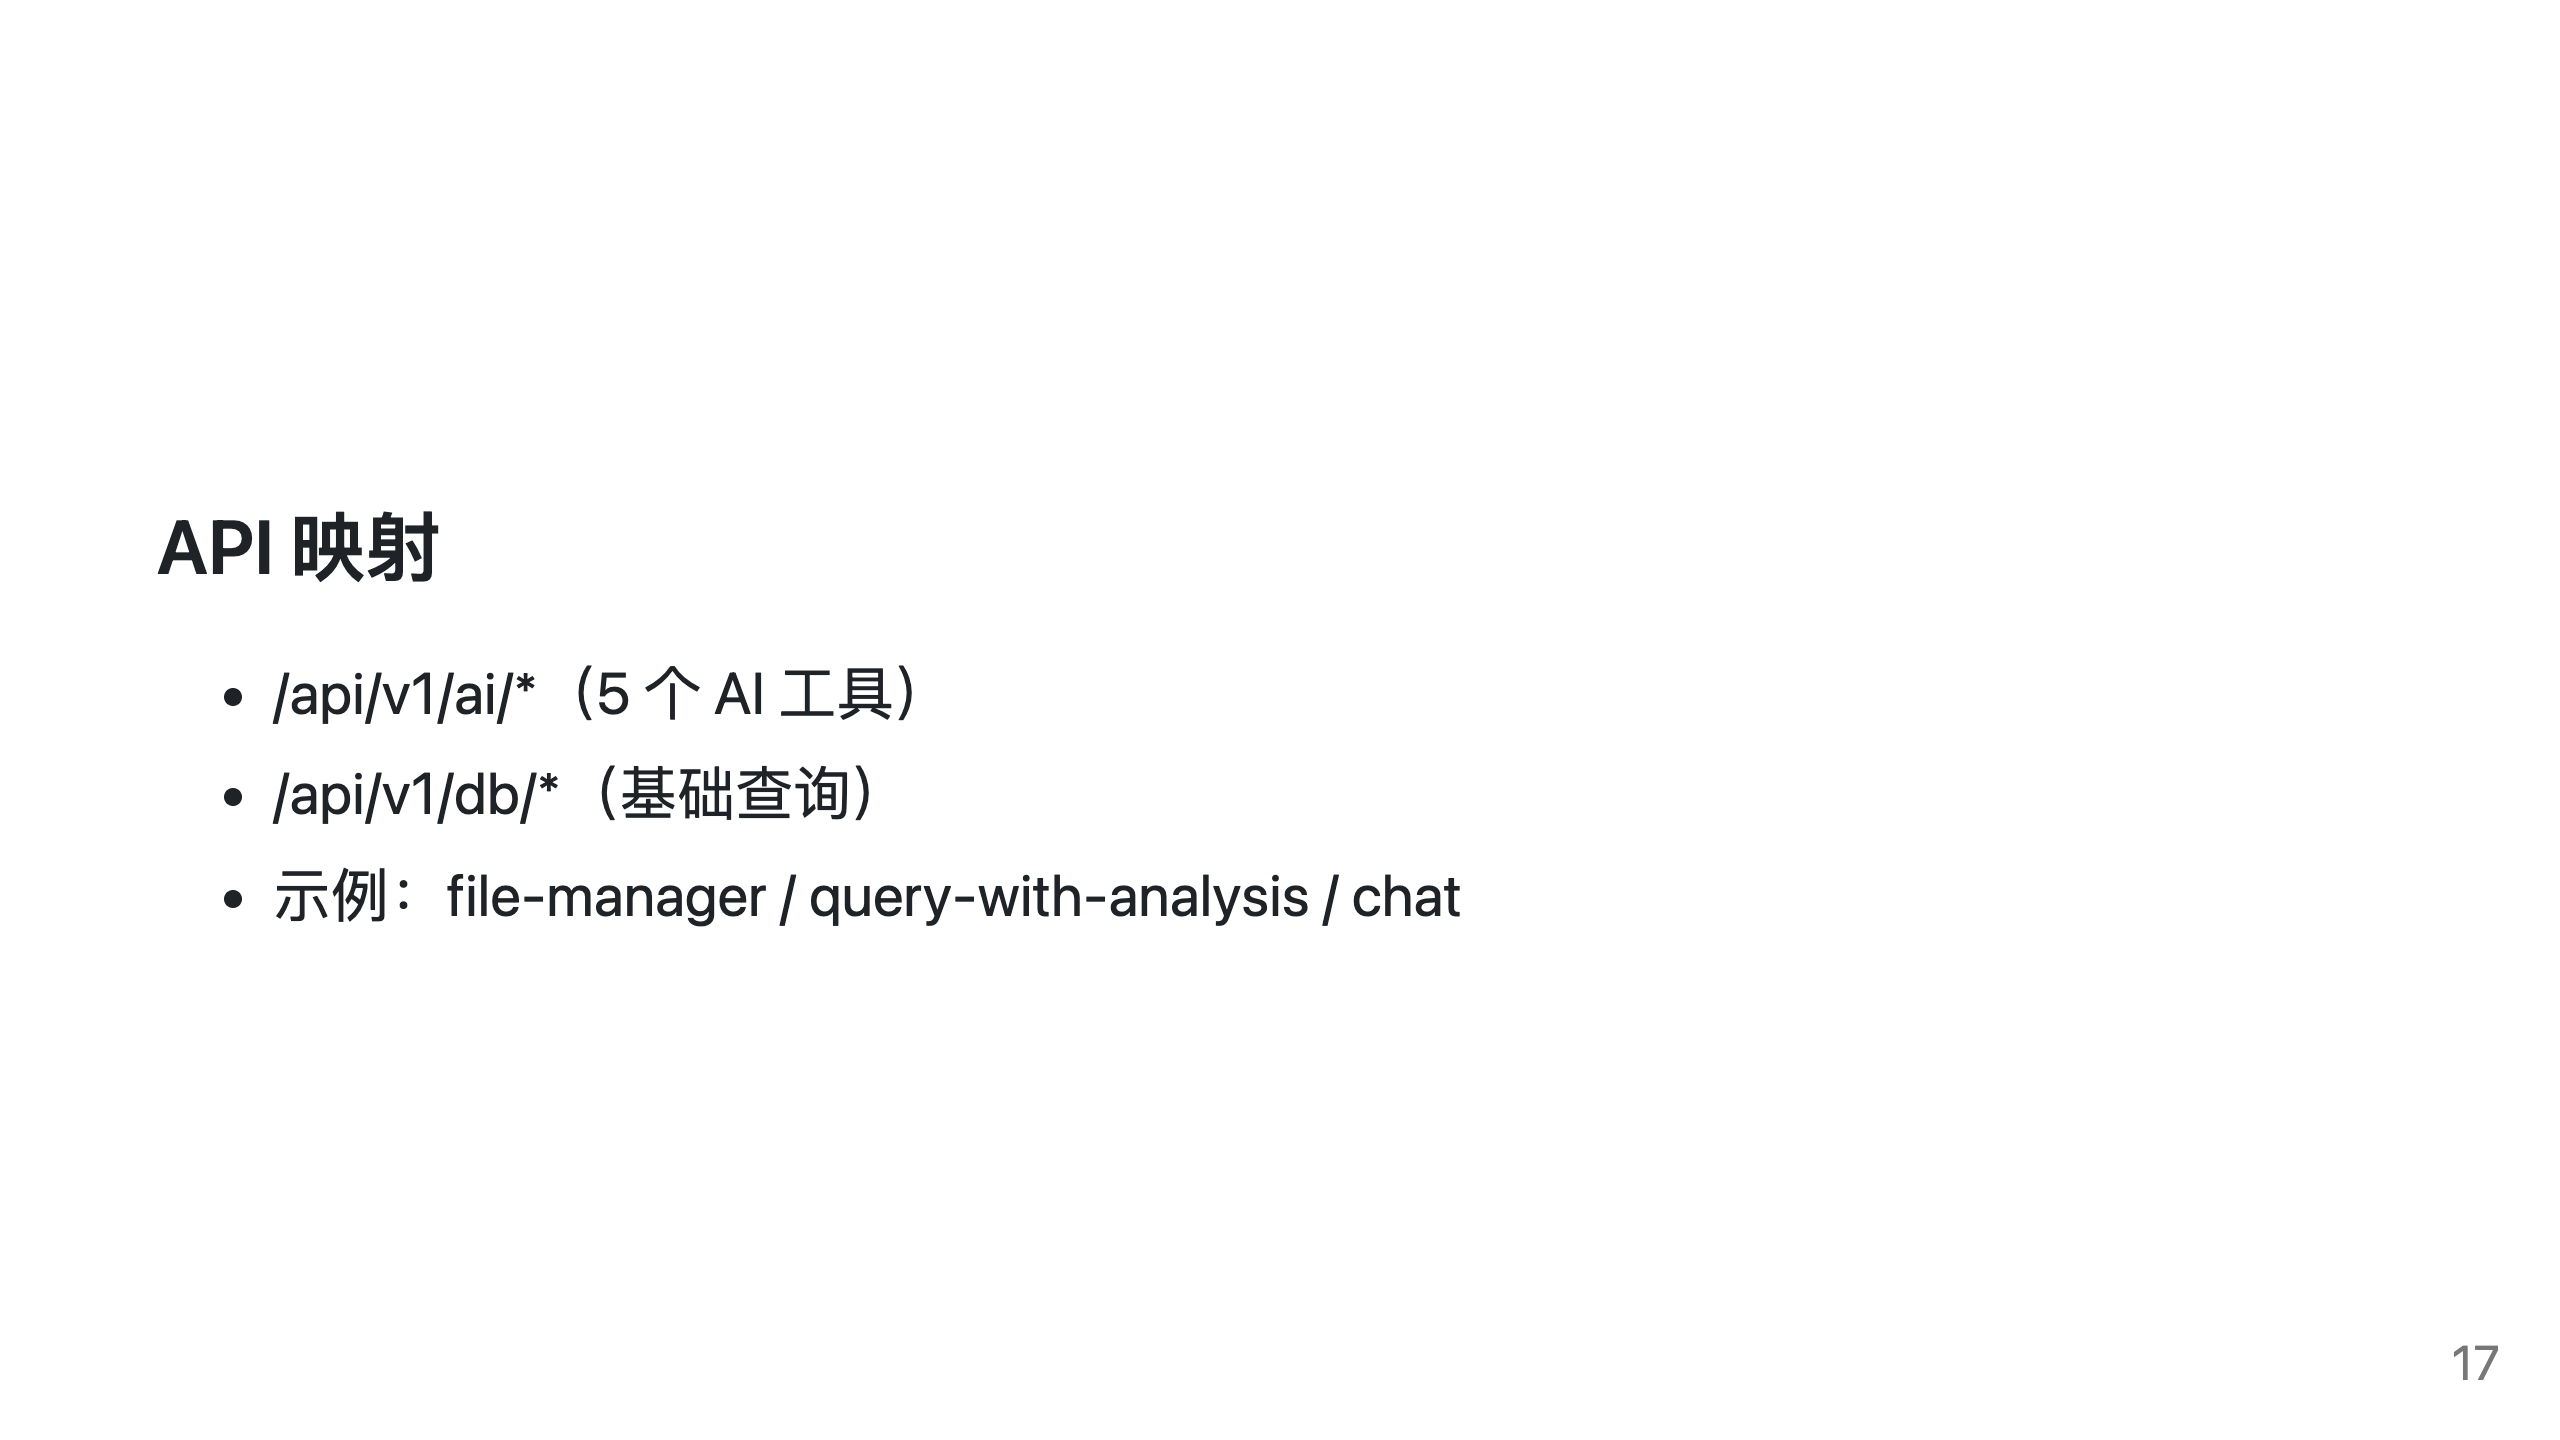 API 映射
• /api/v1/ai/*（5 个 AI 工具）
• /api/v1/db/*（基础查询）
• 示例：file-manager / query-with-analysis / chat
17